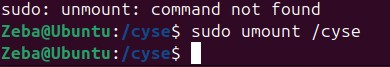 sudo: unmount: command not found
Zeba@Ubuntu:/cyse$ sudo umount /cyse
Zeba@Ubuntu:/cyse$